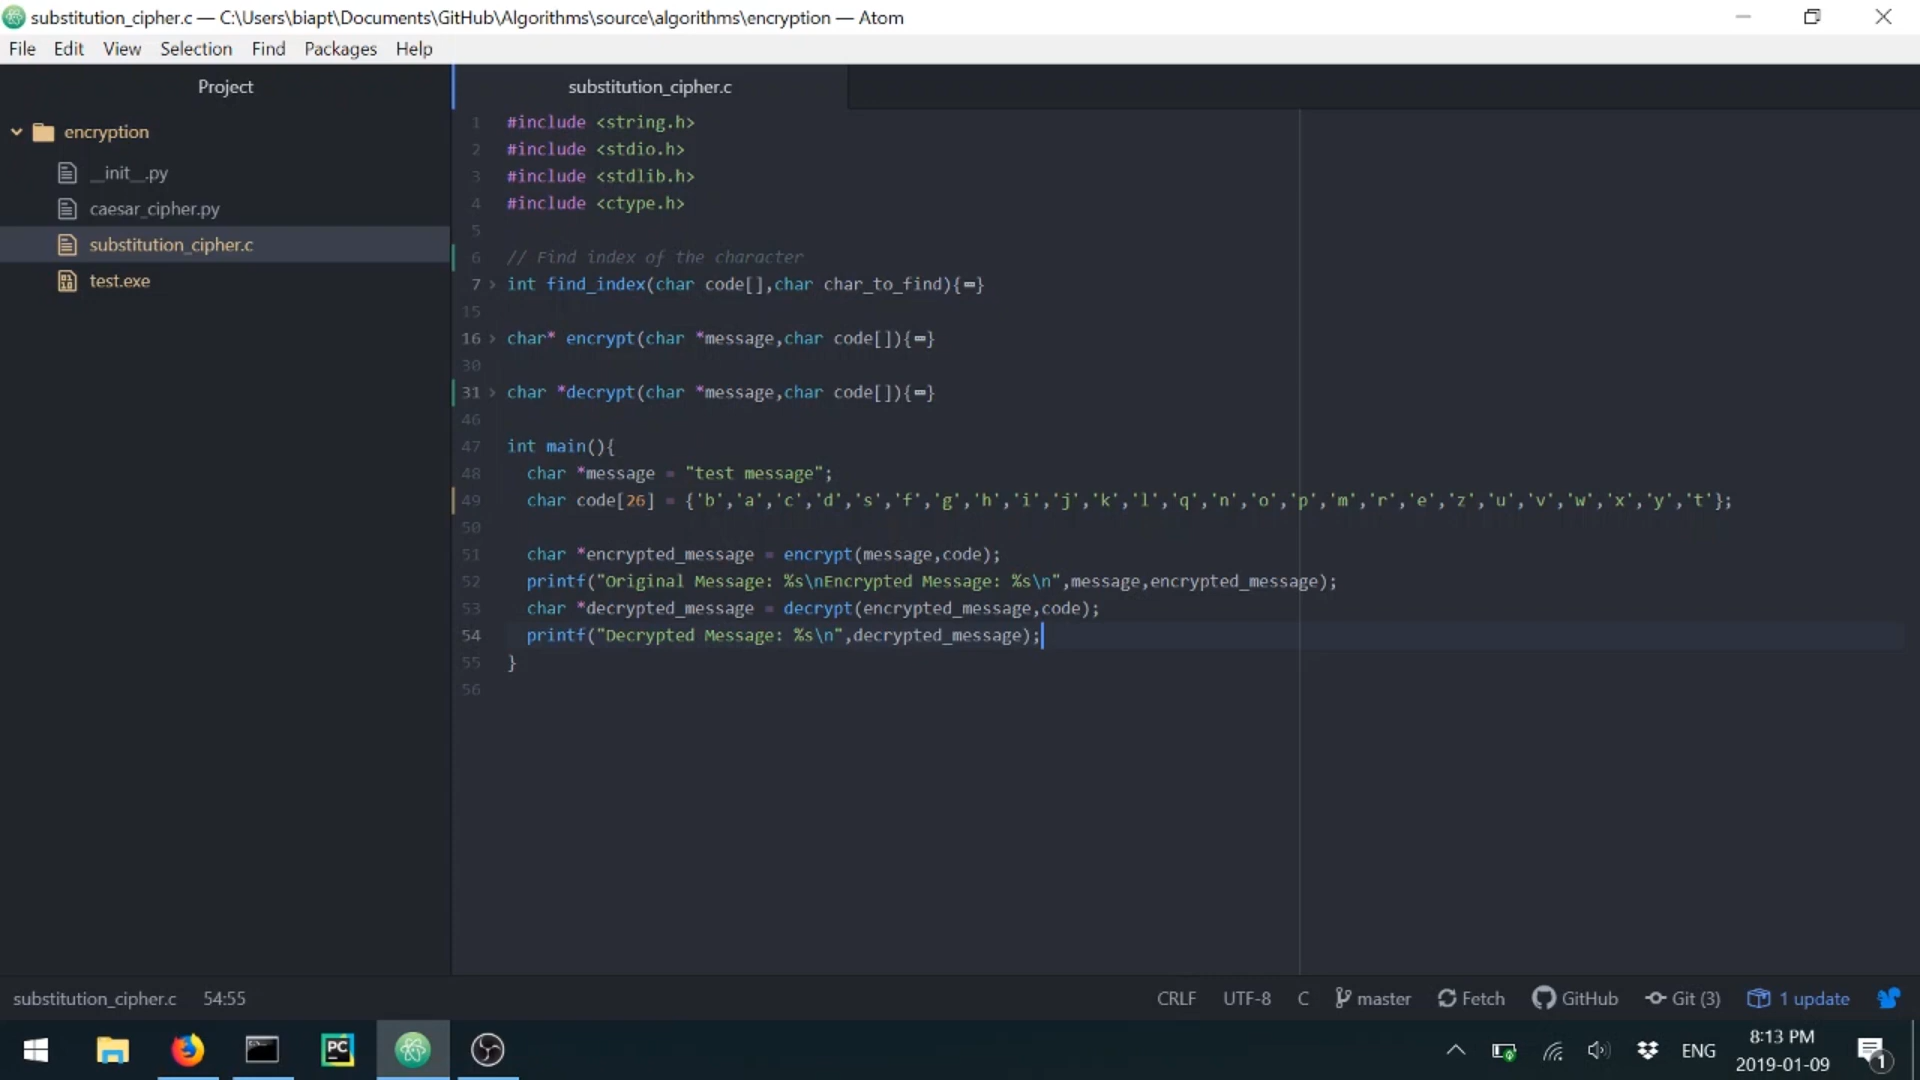 substitution_cipher.c — C:\Users\biapt\Documents\GitHub\Algorithms\source\algorithms\encryption — Atom
File Edit View Selection Find Packages Help
Project
encryption
__init__.py
caesar_cipher.py
substitution_cipher.c
test.exe
substitution_cipher.c
1 #include <string.h>
2 #include <stdio.h>
3 #include <stdlib.h>
4 #include <ctype.h>
5
6 // Find index of the character
7 int find_index(char code[],char char_to_find){}
15
16 char* encrypt(char *message,char code[]){}
30
31 char *decrypt(char *message,char code[]){}
46
47 int main(){
48 char *message = "test message";
49 char code[26] = {'b','a','c','d','s','f','g','h','i','j','k','l','q','n','o','p','m','r','e','z','u','v','w','x','y','t'};
50
51 char *encrypted_message = encrypt(message,code);
52 printf("Original Message: %s\nEncrypted Message: %s\n",message,encrypted_message);
53 char *decrypted_message = decrypt(encrypted_message,code);
54 printf("Decrypted Message: %s\n",decrypted_message);
55 }
56
substitution_cipher.c 54:55 CRLF UTF-8 C master Fetch GitHub Git (3) 1 update
PC
ENG
8:13 PM
2019-01-09
1